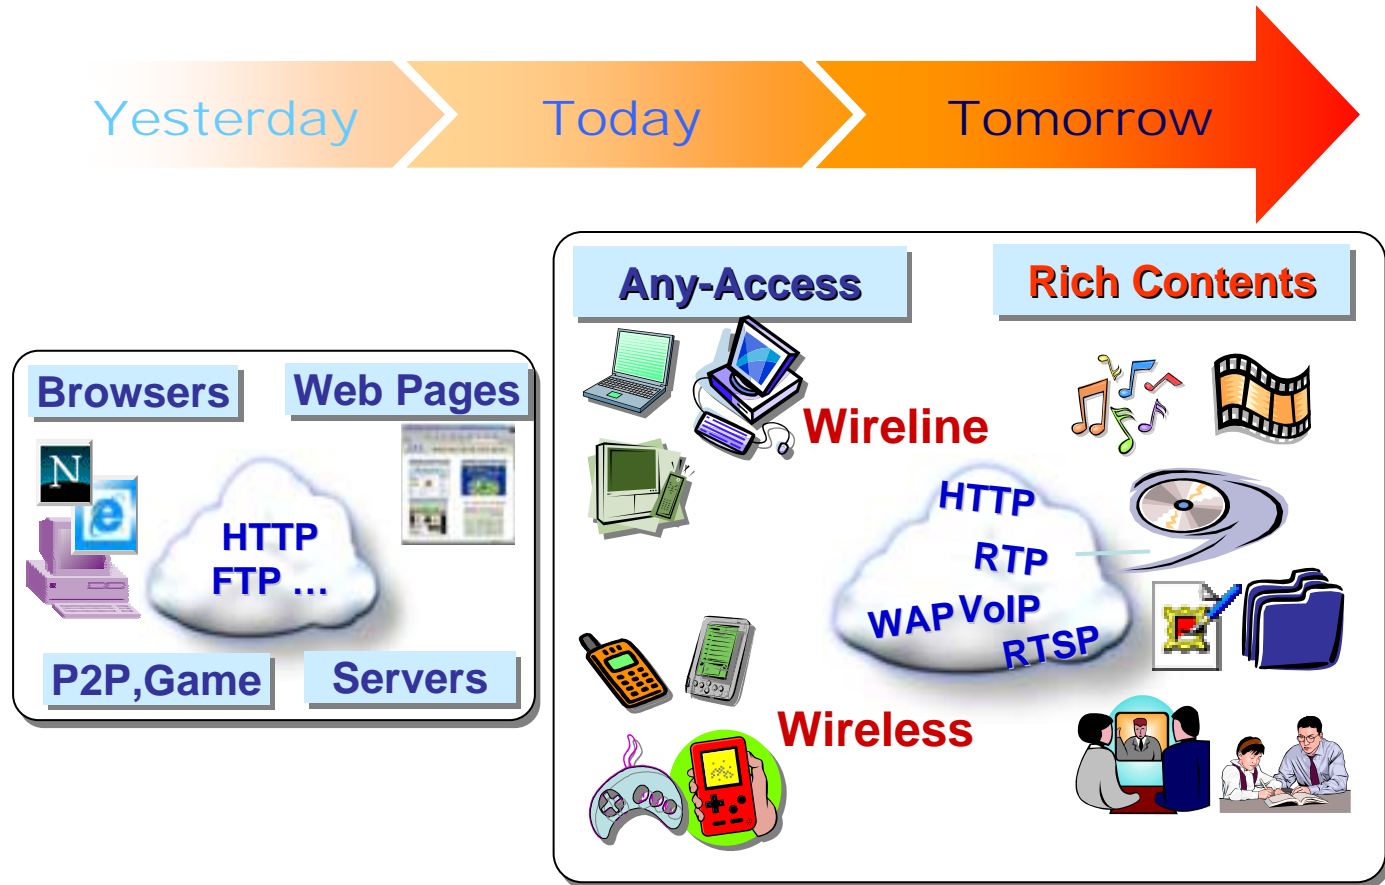 Yesterday
Today
Tomorrow
Any-Access
Rich Contents
Browsers
Web Pages
N
e
HTTP
FTP ...
P2P,Game
Servers
Wireline
HTTP
RTP
WAP
VoIP
RTSP
Wireless